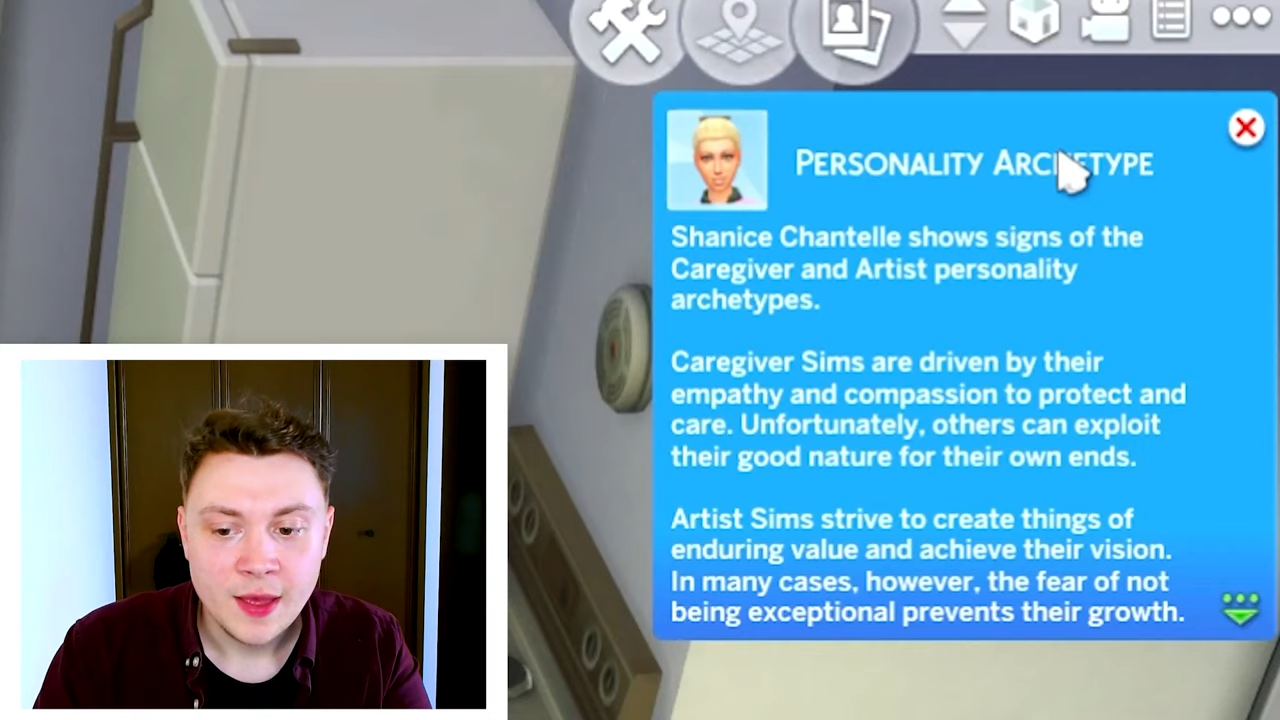 PERSONALITY ARCHETYPE
Shanice Chantelle shows signs of the
Caregiver and Artist personality
archetypes.
Caregiver Sims are driven by their
empathy and compassion to protect and
care. Unfortunately, others can exploit
their good nature for their own ends.
Artist Sims strive to create things of
enduring value and achieve their vision.
In many cases, however, the fear of not
being exceptional prevents their growth.